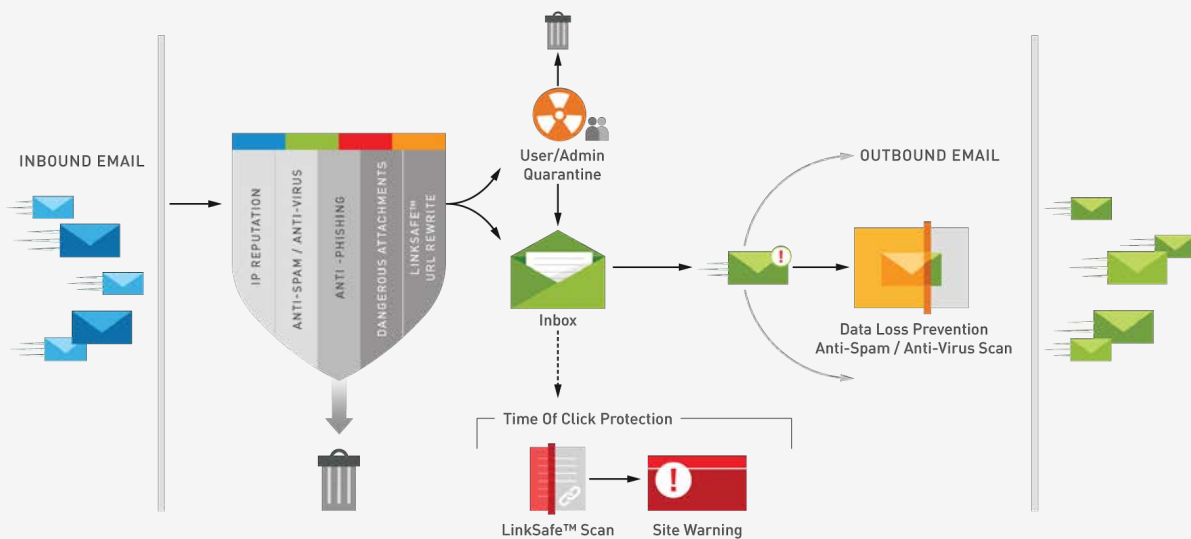 INBOUND EMAIL
IP REPUTATION
ANTI-SPAM / ANTI-VIRUS
ANTI -PHISHING
DANGEROUS ATTACHMENTS
LINKSAFE™
URL REWRITE
User/Admin
Quarantine
Inbox
OUTBOUND EMAIL
!
Data Loss Prevention
Anti-Spam / Anti-Virus Scan
Time Of Click Protection
!
LinkSafe™ Scan
Site Warning